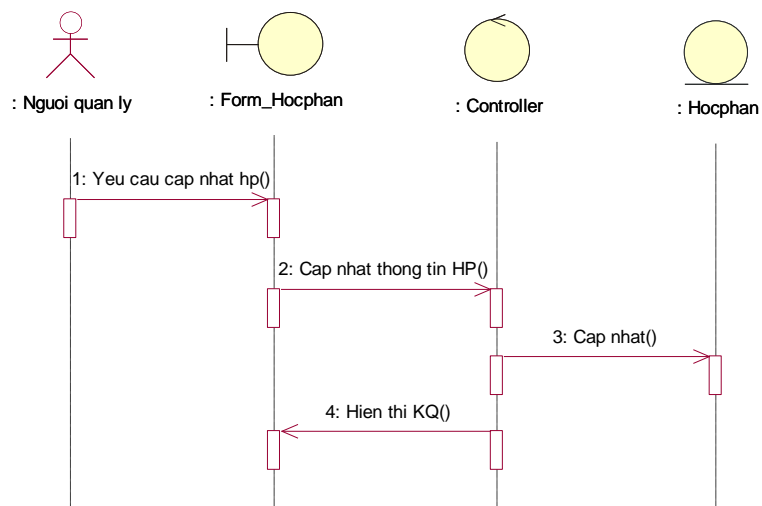 : Nguoi quan ly
: Form_Hocphan
: Controller
: Hocphan
1: Yeu cau cap nhat hp()
2: Cap nhat thong tin HP()
3: Cap nhat()
4: Hien thi KQ()